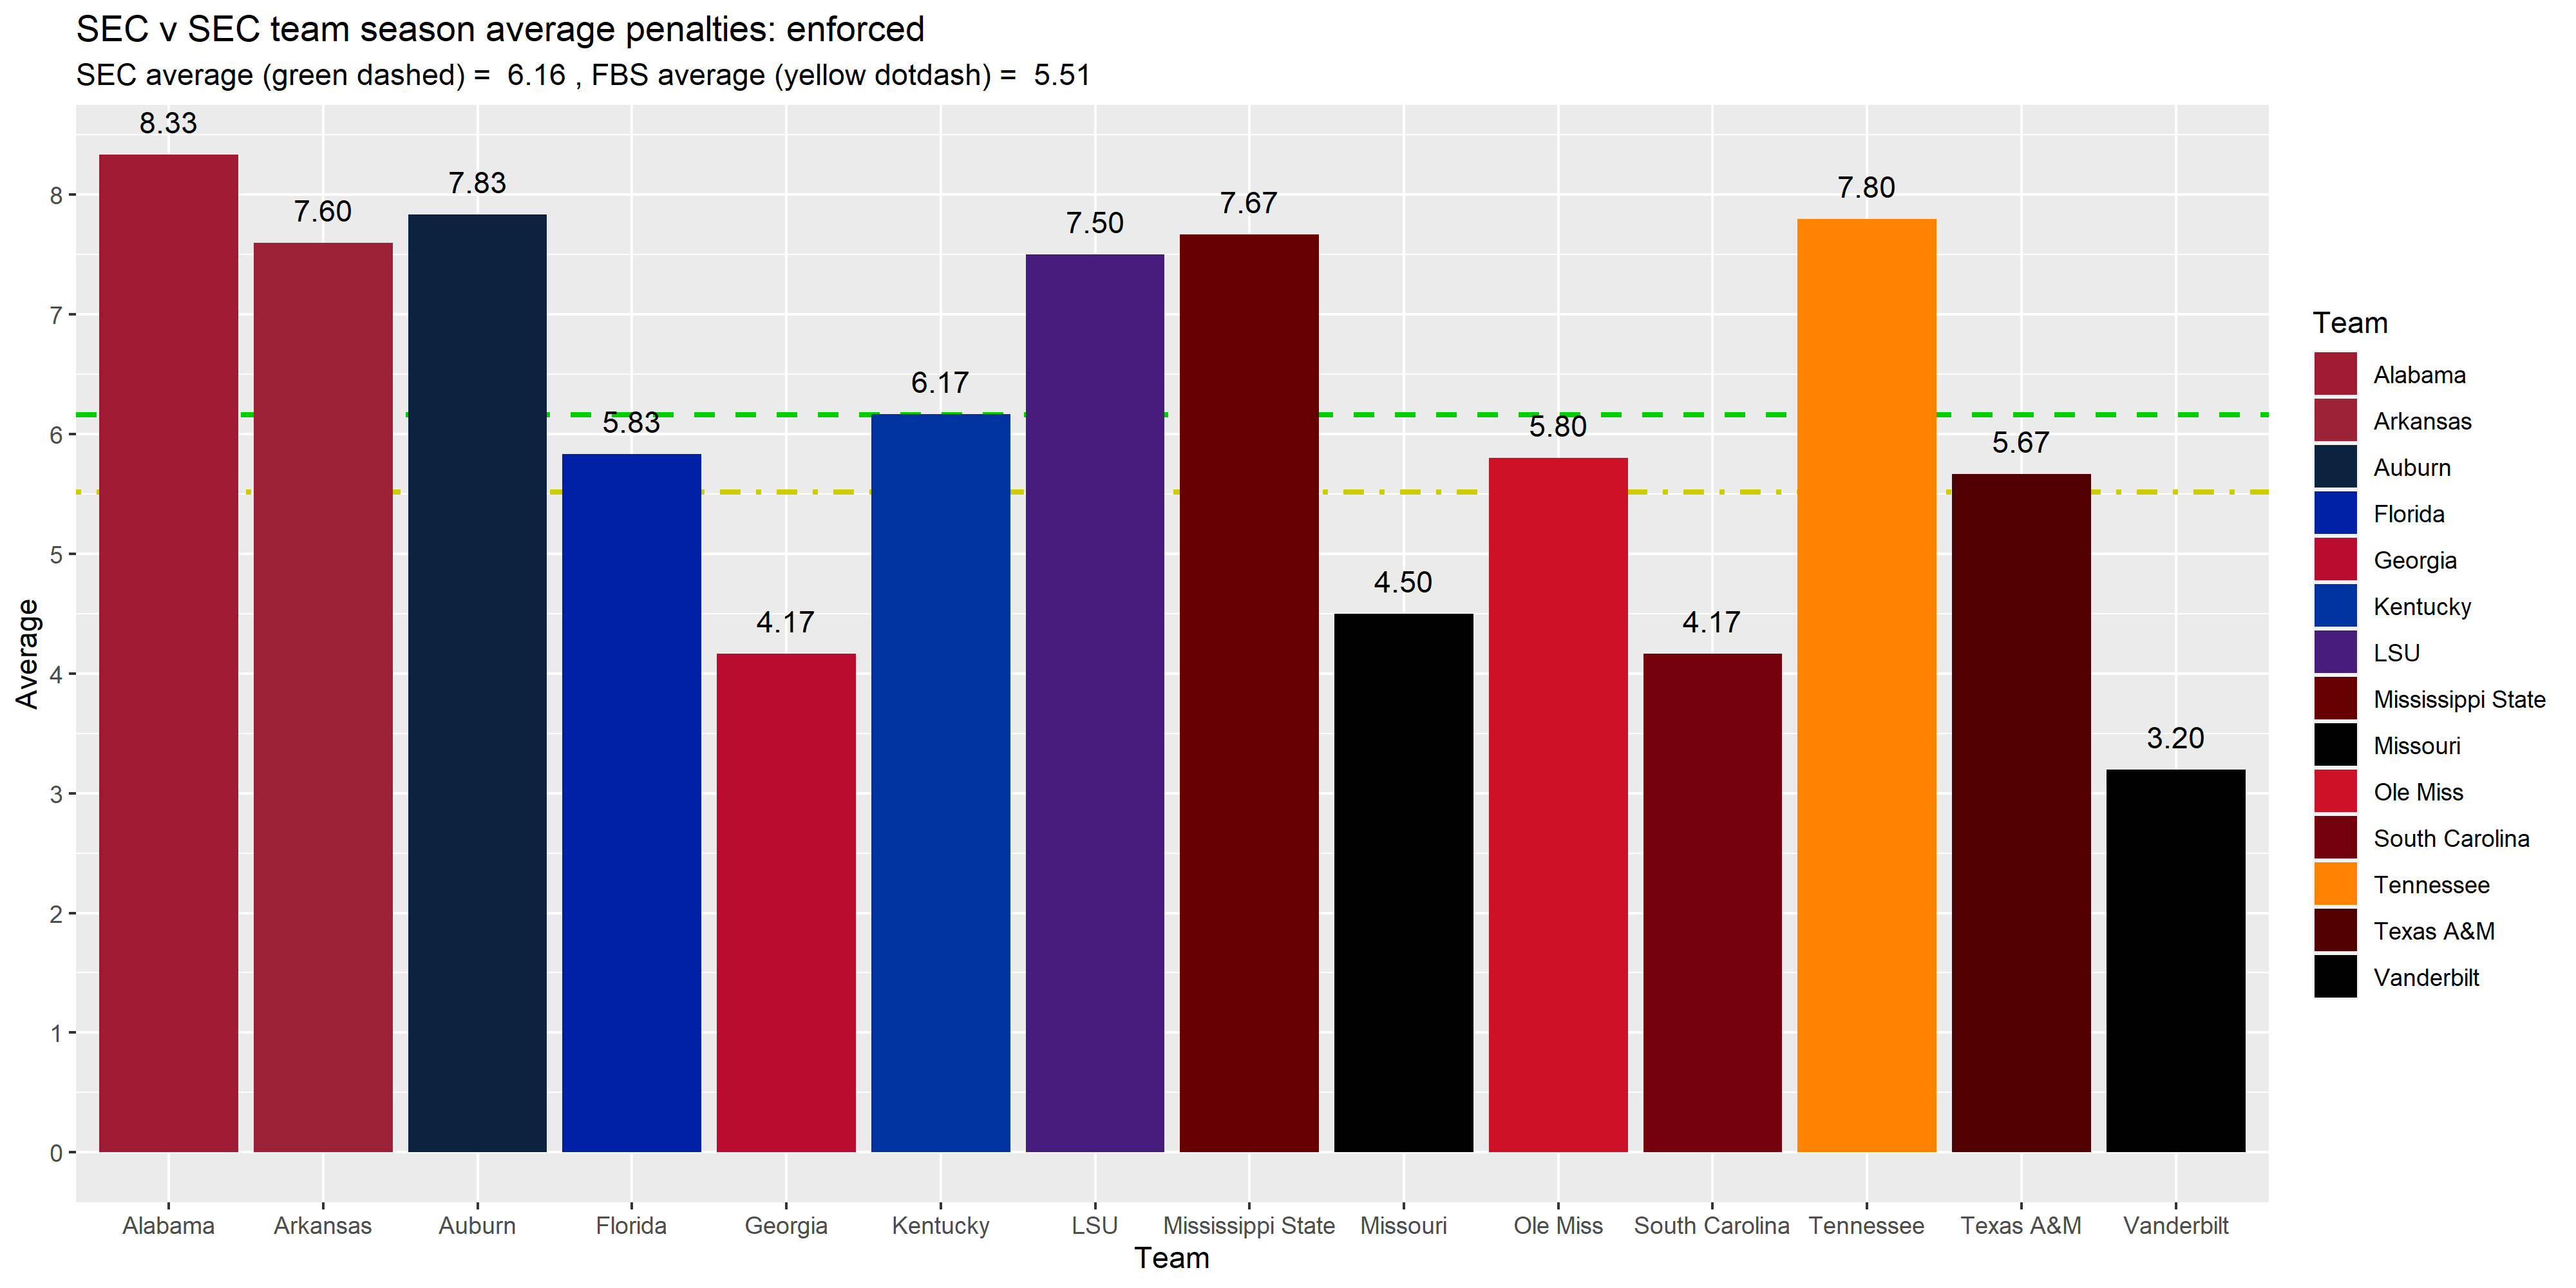 SEC v SEC team season average penalties: enforced
SEC average (green dashed) =  6.16 , FBS average (yellow dotdash) =  5.51
8.33
7.60
7.83
5.83
4.17
6.17
7.50
7.67
4.50
5.80
4.17
7.80
5.67
3.20
Average
8
7
6
5
4
3
2
1
0
Alabama
Arkansas
Auburn
Florida
Georgia
Kentucky
LSU
Mississippi State
Missouri
Ole Miss
South Carolina
Tennessee
Texas A&M
Vanderbilt
Team
Team
Alabama
Arkansas
Auburn
Florida
Georgia
Kentucky
LSU
Mississippi State
Missouri
Ole Miss
South Carolina
Tennessee
Texas A&M
Vanderbilt